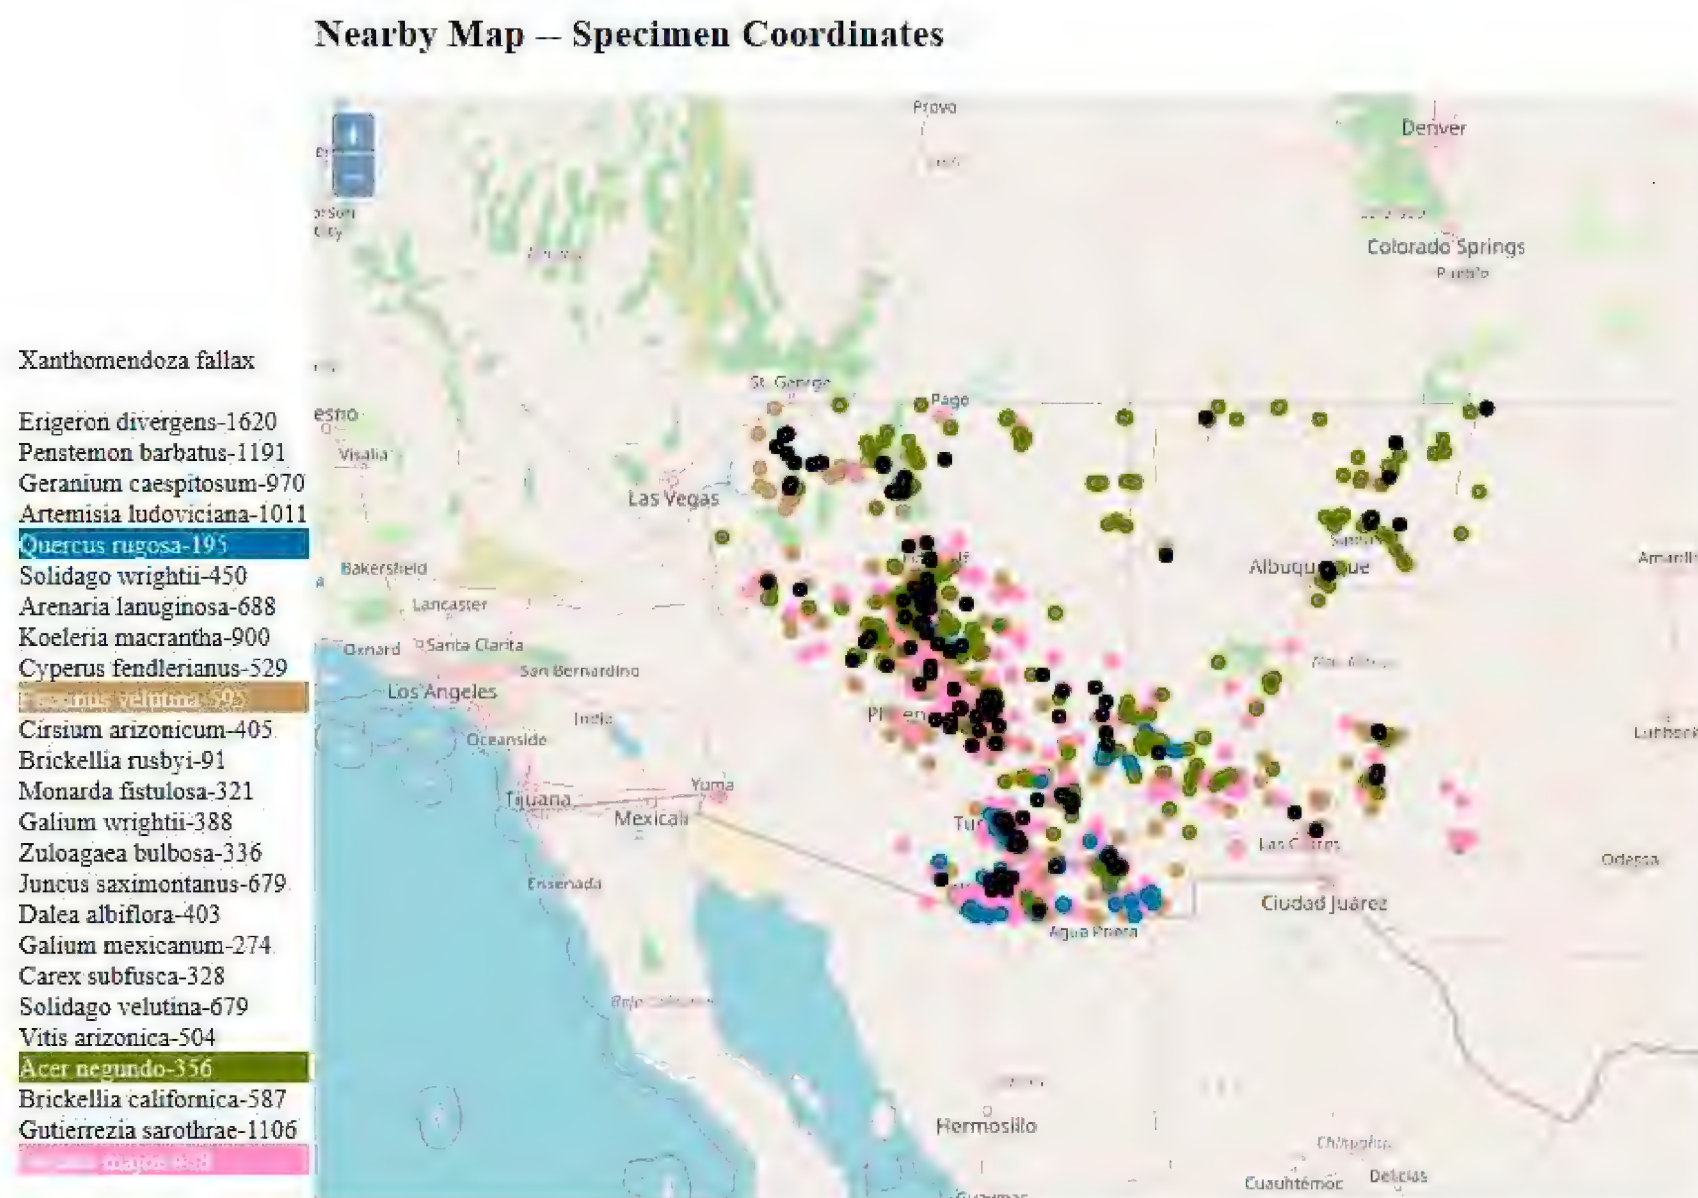 Nearby Map -- Specimen Coordinates
+
−
Provo
Denver
Colorado Springs
Pueblo
St. George
Page
Visalia
Las Vegas
Bakersfield
Lancaster
Oxnard
Santa Clarita
San Bernardino
Los Angeles
Indio
Oceanside
Tijuana
Yuma
Mexicali
Ensenada
Albuquerque
Amarillo
Lubbock
Odessa
Las Cruces
Ciudad Juárez
Agua Prieta
Hermosillo
Chihuahua
Cuauhtémoc
Delicias
Xanthomendoza fallax
Erigeron divergens-1620
Penstemon barbatus-1191
Geranium caespitosum-970
Artemisia ludoviciana-1011
Quercus rugosa-195
Solidago wrightii-450
Arenaria lanuginosa-688
Koeleria macrantha-900
Cyperus fendlerianus-529
velutina
Cirsium arizonicum-405
Brickellia rusbyi-91
Monarda fistulosa-321
Galium wrightii-388
Zuloagaea bulbosa-336
Juncus saximontanus-679
Dalea albiflora-403
Galium mexicanum-274
Carex subfusca-328
Solidago velutina-679
Vitis arizonica-504
Acer negundo-356
Brickellia californica-587
Gutierrezia sarothrae-1106